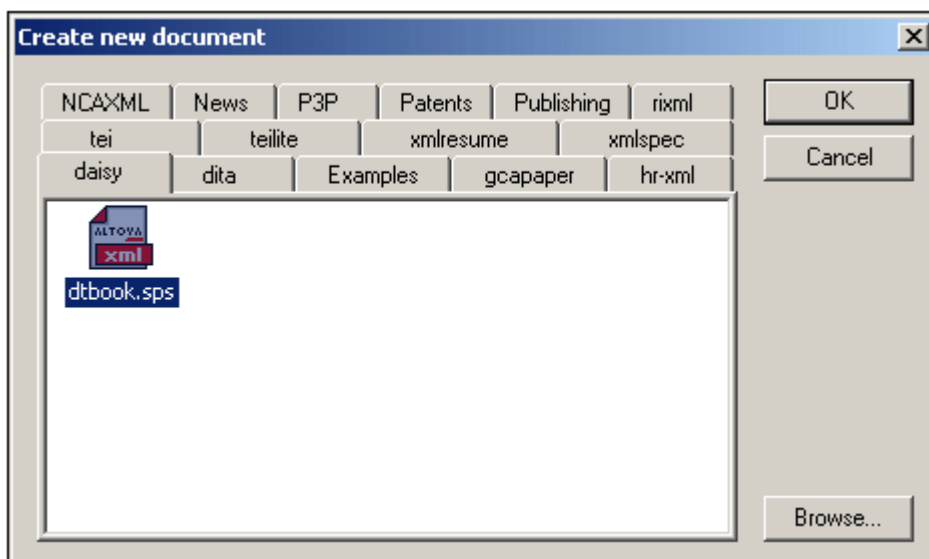 Create new document
NCAXML News P3P Patents Publishing rixml
OK
tei teilite xmlresume xmlspec
Cancel
daisy dita Examples gcapaper hr-xml
ALTOVA
xml
dtbook.sps
Browse...